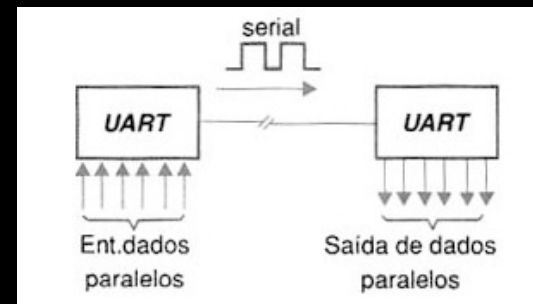 serial
UART
UART
Ent.dados
paralelos
Saída de dados
paralelos